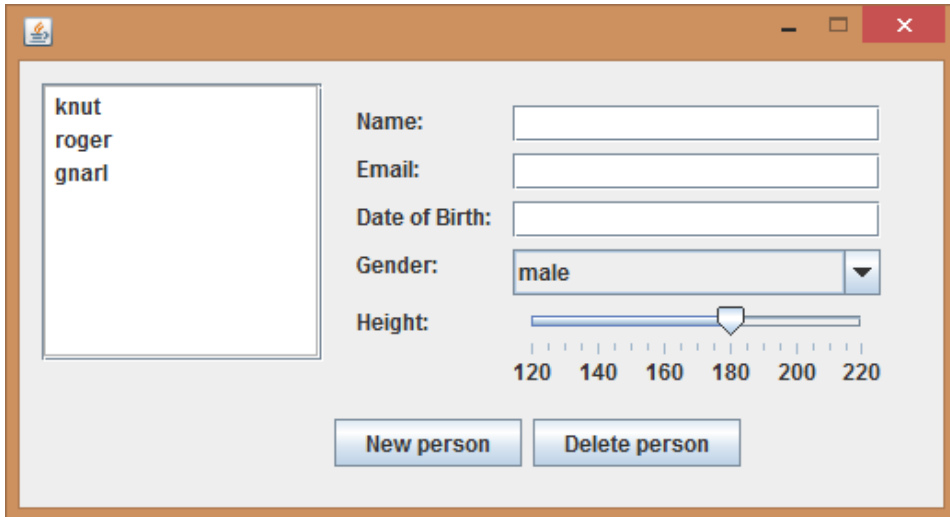 knut
roger
gnarl
Name:
Email:
Date of Birth:
Gender:
male
Height:
120 140 160 180 200 220
New person
Delete person